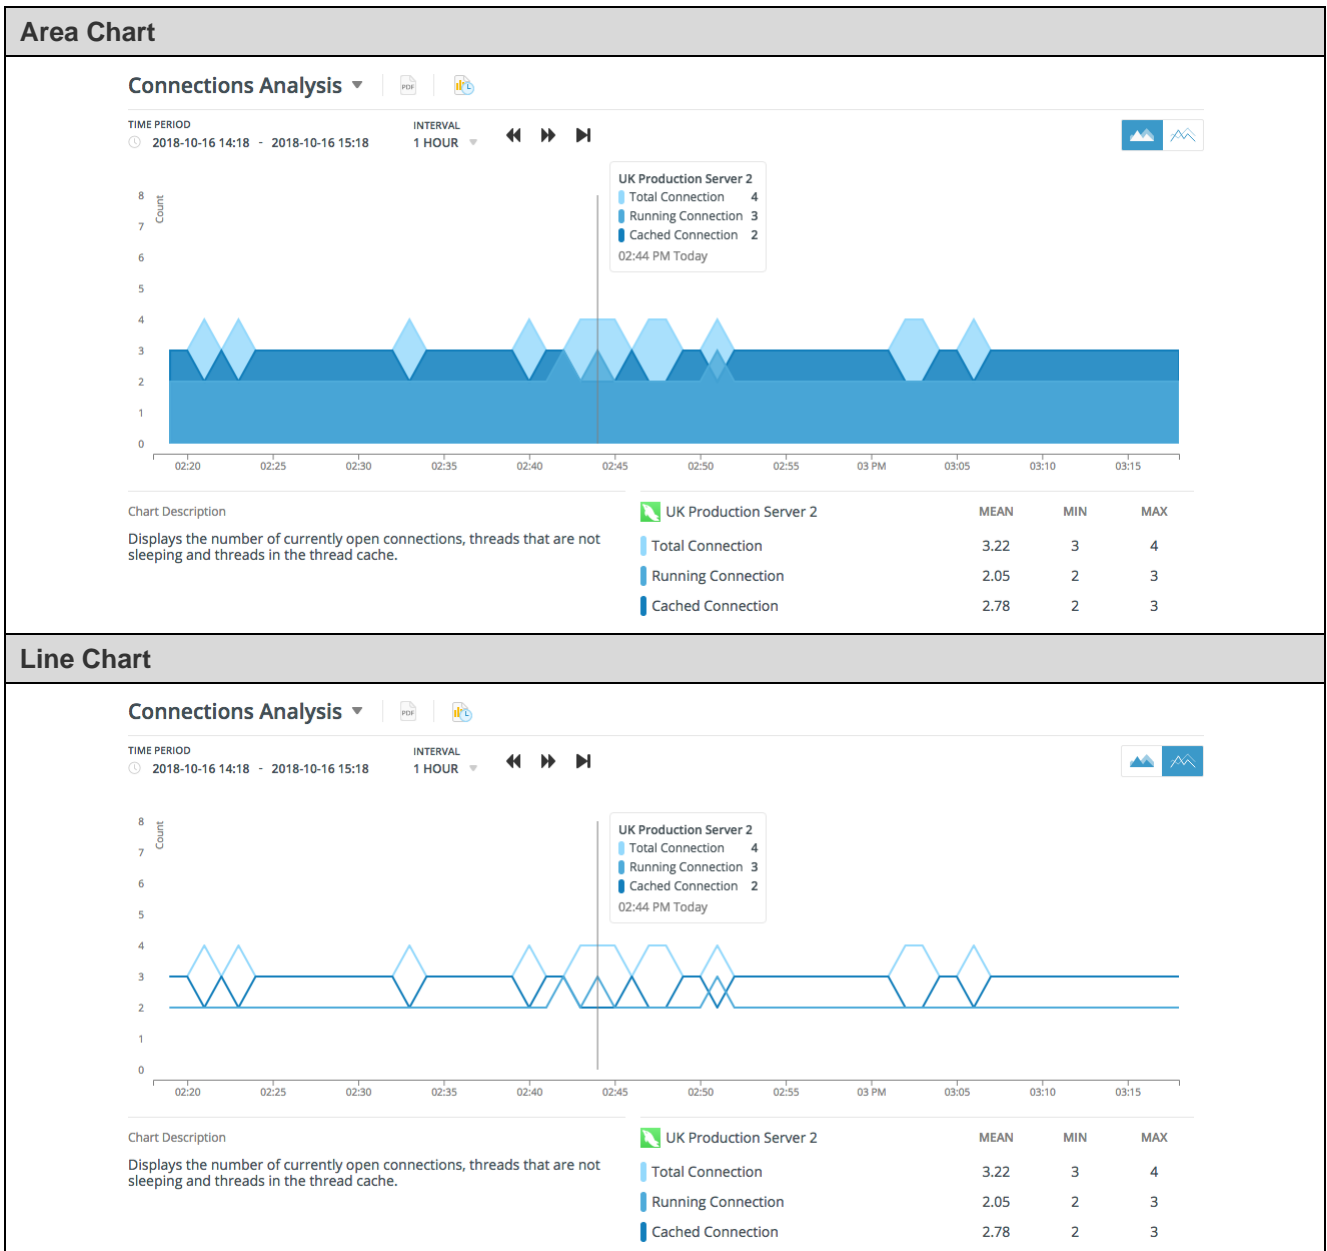 Area Chart
Connections Analysis
PDF
TIME PERIOD
INTERVAL
2018-10-16 14:18 - 2018-10-16 15:18
1 HOUR
UK Production Server 2
Total Connection 4
Running Connection 3
Cached Connection 2
02:44 PM Today
Count
8
7
6
5
4
3
2
1
0
02:20 02:25 02:30 02:35 02:40 02:45 02:50 02:55 03 PM 03:05 03:10 03:15
Chart Description
Displays the number of currently open connections, threads that are not
sleeping and threads in the thread cache.
UK Production Server 2 MEAN MIN MAX
Total Connection 3.22 3 4
Running Connection 2.05 2 3
Cached Connection 2.78 2 3
Line Chart
Connections Analysis
PDF
TIME PERIOD
INTERVAL
2018-10-16 14:18 - 2018-10-16 15:18
1 HOUR
UK Production Server 2
Total Connection 4
Running Connection 3
Cached Connection 2
02:44 PM Today
Count
8
7
6
5
4
3
2
1
0
02:20 02:25 02:30 02:35 02:40 02:45 02:50 02:55 03 PM 03:05 03:10 03:15
Chart Description
Displays the number of currently open connections, threads that are not
sleeping and threads in the thread cache.
UK Production Server 2 MEAN MIN MAX
Total Connection 3.22 3 4
Running Connection 2.05 2 3
Cached Connection 2.78 2 3